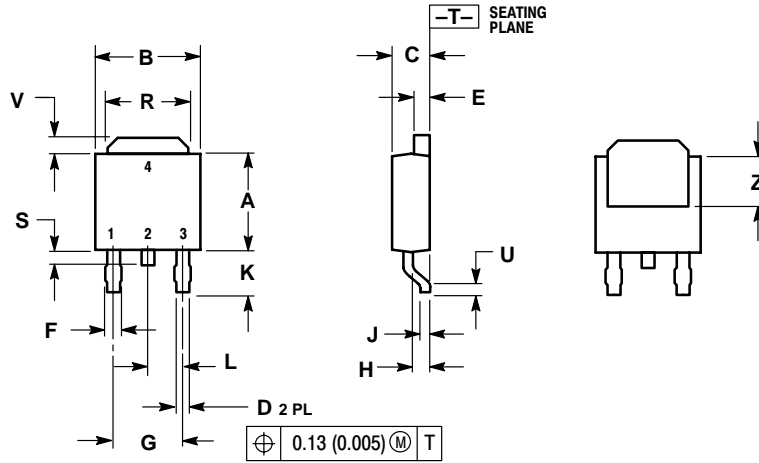 –T– SEATING
PLANE
B
C
V
R
E
4
Z
A
S
1 2 3
U
K
F
J
L
H
D 2 PL
G
⌖ 0.13 (0.005) Ⓜ T